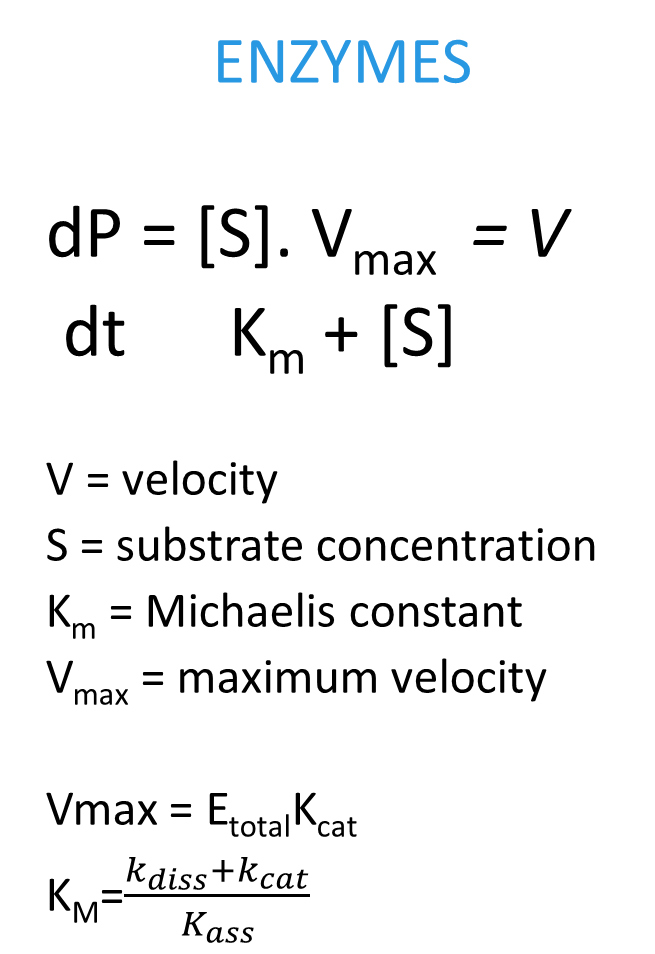 ENZYMES
dP = [S]. Vmax = V
dt Km + [S]
V = velocity
S = substrate concentration
Km = Michaelis constant
Vmax = maximum velocity
Vmax = EtotalKcat
KM=kdiss+kcat
Kass